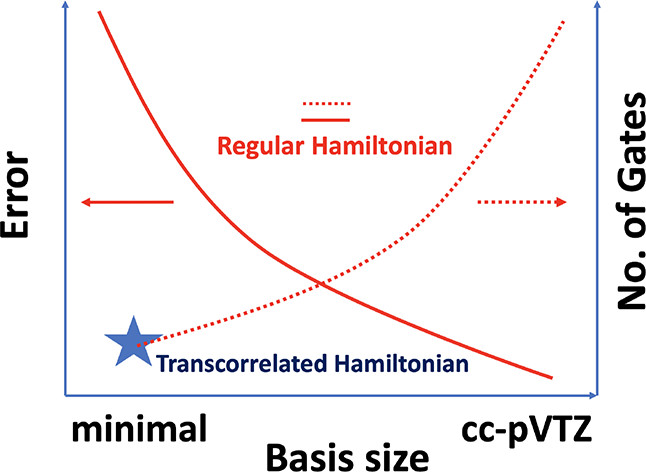 Error
No. of Gates
Regular Hamiltonian
Transcorrelated Hamiltonian
minimal
cc-pVTZ
Basis size